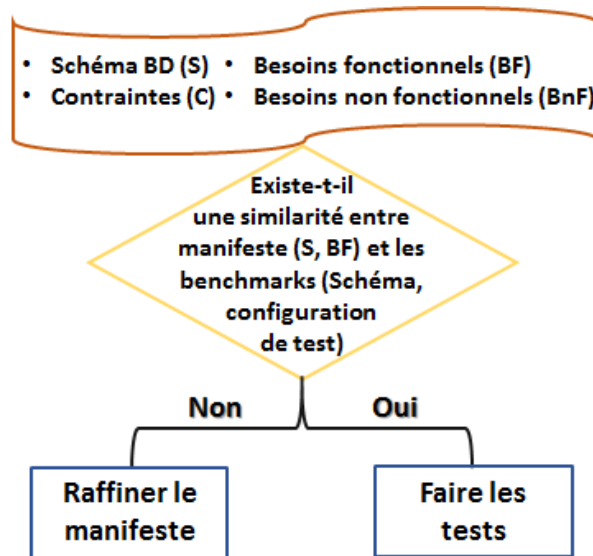 • Schéma BD (S) • Besoins fonctionnels (BF)
• Contraintes (C) • Besoins non fonctionnels (BnF)
Existe-t-il
une similarité entre
manifeste (S, BF) et les
benchmarks (Schéma,
configuration
de test)
Non Oui
Raffiner le
manifeste
Faire les
tests